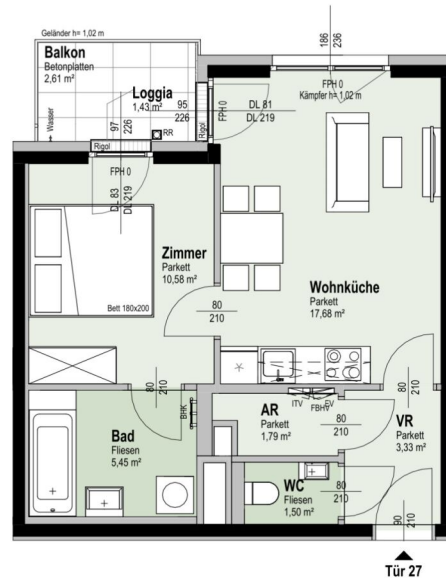 Geländer h= 1,02 m
Balkon
Betonplatten
2,61 m²
Loggia
1,43 m²
Wasser
97
226
RR
Rigol
95
226
Rigol
FPH 0
DL 81
DL 219
186
236
FPH 0
Kämpfer h=1,02 m
FPH 0
DL 83
DL 219
Zimmer
Parkett
10,58 m²
Bett 180x200
80
210
Wohnküche
Parkett
17,68 m²
80
210
BHK
Bad
Fliesen
5,45 m²
AR
Parkett
1,79 m²
ITV
FBHV
EV
80
210
80
210
VR
Parkett
3,33 m²
WC
Fliesen
1,50 m²
80
210
90
210
Tür 27